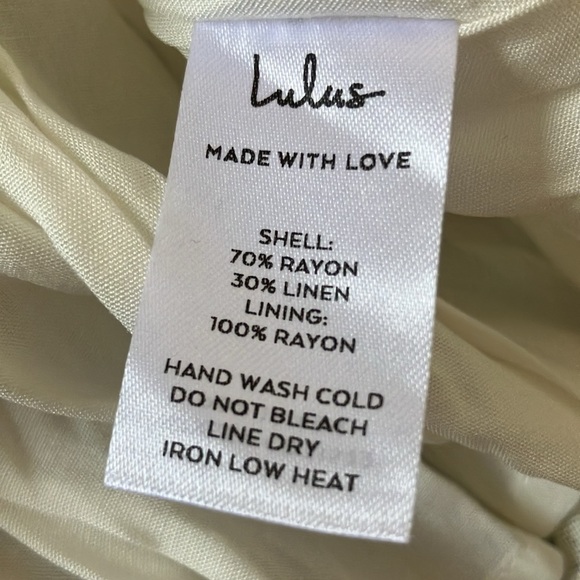 Lulus
MADE WITH LOVE
SHELL:
70% RAYON
30% LINEN
LINING:
100% RAYON
HAND WASH COLD
DO NOT BLEACH
LINE DRY
IRON LOW HEAT